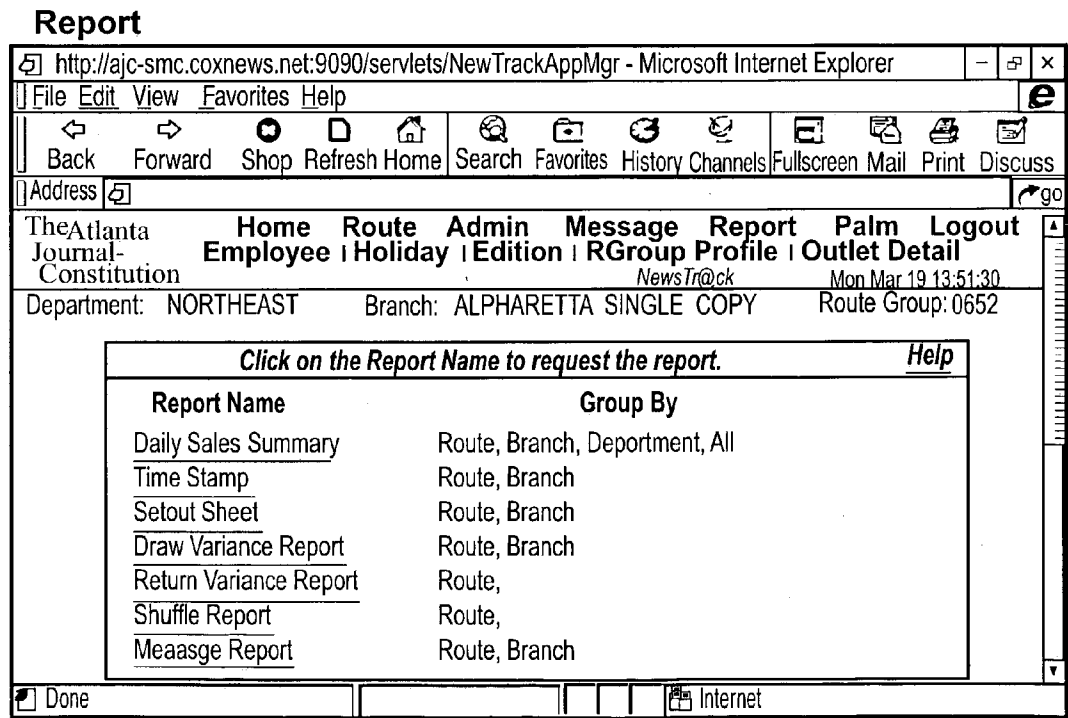 Report
http://ajc-smc.coxnews.net:9090/servlets/NewTrackAppMgr - Microsoft Internet Explorer
File Edit View Favorites Help
Back Forward Shop Refresh Home Search Favorites History Channels Fullscreen Mail Print Discuss
Address go
The Atlanta Journal-Constitution
Home Route Admin Message Report Palm Logout
Employee | Holiday | Edition | RGroup Profile | Outlet Detail
NewsTr@ck Mon Mar 19 13:51:30
Department: NORTHEAST Branch: ALPHARETTA SINGLE COPY Route Group: 0652
Click on the Report Name to request the report. Help
Report Name Group By
Daily Sales Summary Route, Branch, Deportment, All
Time Stamp Route, Branch
Setout Sheet Route, Branch
Draw Variance Report Route, Branch
Return Variance Report Route,
Shuffle Report Route,
Meaasge Report Route, Branch
Done Internet